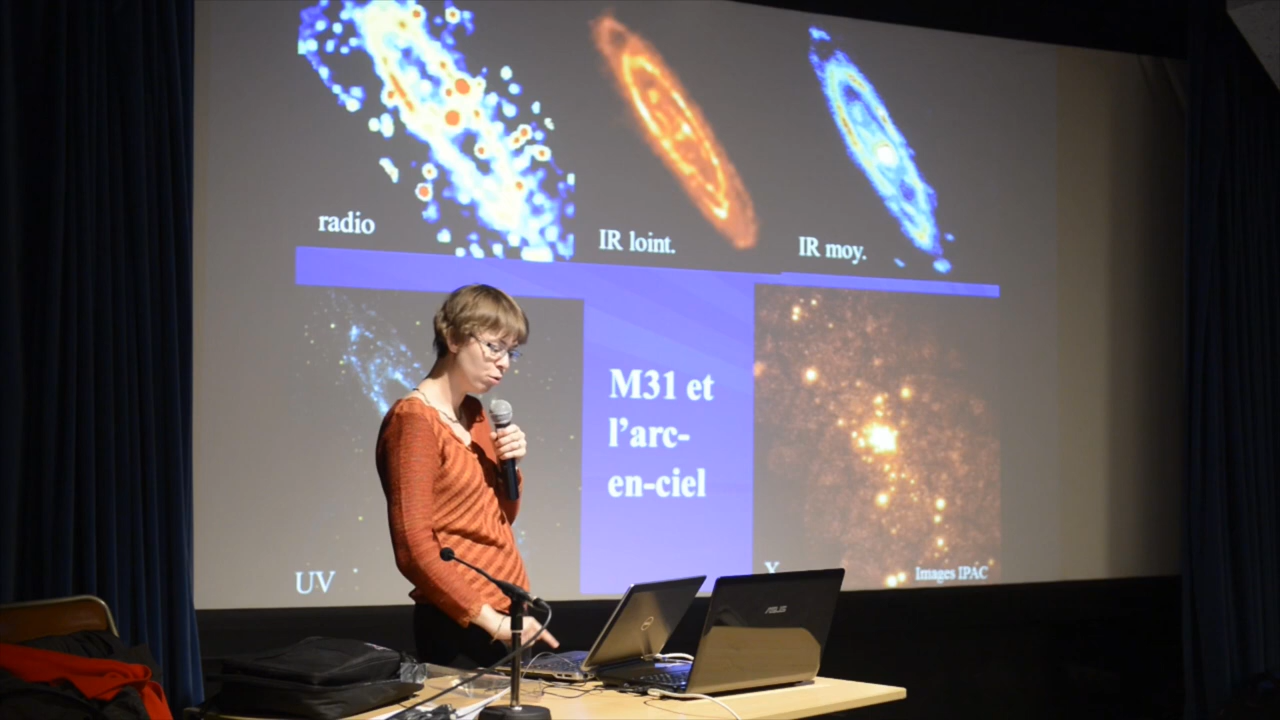 radio
IR loint.
IR moy.
M31 et
l'arc-
en-ciel
UV
X
Images IPAC
ASUS